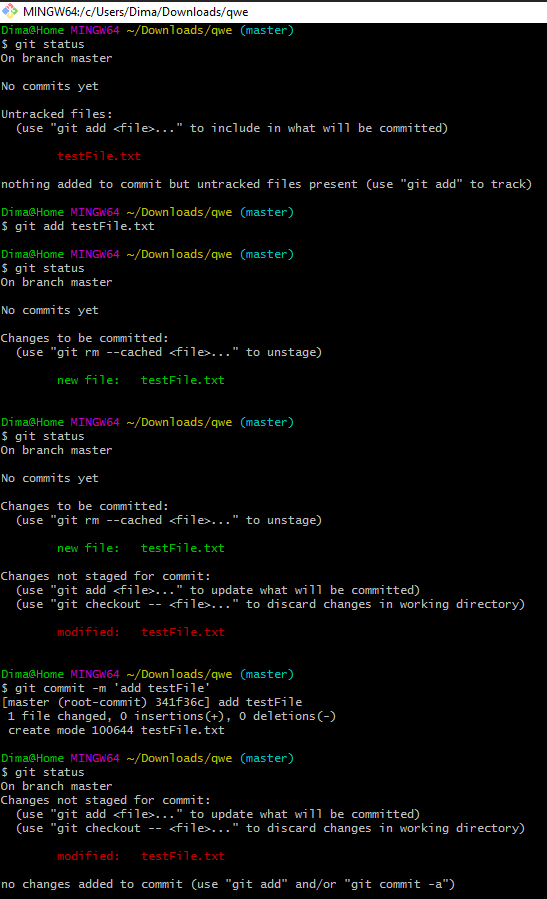 MINGW64:/c/Users/Dima/Downloads/qwe
Dima@Home MINGW64 ~/Downloads/qwe (master)
$ git status
On branch master
No commits yet
Untracked files:
(use "git add <file>..." to include in what will be committed)
testFile.txt
nothing added to commit but untracked files present (use "git add" to track)
Dima@Home MINGW64 ~/Downloads/qwe (master)
$ git add testFile.txt
Dima@Home MINGW64 ~/Downloads/qwe (master)
$ git status
On branch master
No commits yet
Changes to be committed:
(use "git rm --cached <file>..." to unstage)
new file:   testFile.txt
Dima@Home MINGW64 ~/Downloads/qwe (master)
$ git status
On branch master
No commits yet
Changes to be committed:
(use "git rm --cached <file>..." to unstage)
new file:   testFile.txt
Changes not staged for commit:
(use "git add <file>..." to update what will be committed)
(use "git checkout -- <file>..." to discard changes in working directory)
modified:   testFile.txt
Dima@Home MINGW64 ~/Downloads/qwe (master)
$ git commit -m 'add testFile'
[master (root-commit) 341f36c] add testFile
1 file changed, 0 insertions(+), 0 deletions(-)
create mode 100644 testFile.txt
Dima@Home MINGW64 ~/Downloads/qwe (master)
$ git status
On branch master
Changes not staged for commit:
(use "git add <file>..." to update what will be committed)
(use "git checkout -- <file>..." to discard changes in working directory)
modified:   testFile.txt
no changes added to commit (use "git add" and/or "git commit -a")